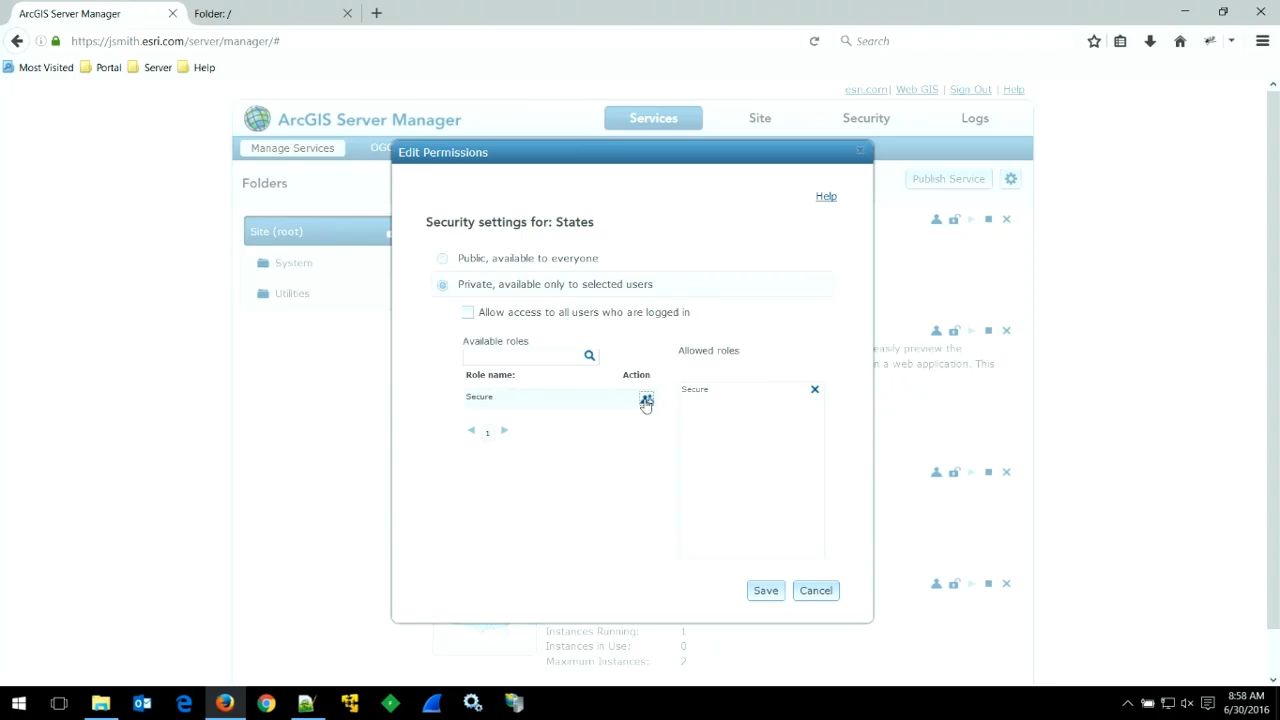 ArcGIS Server Manager
Folder: /
https://jsmith.esri.com/server/manager/#
Search
Most Visited
Portal
Server
Help
esri.com | Web GIS | Sign Out | Help
ArcGIS Server Manager
Services
Site
Security
Logs
Manage Services
OGC
Edit Permissions
Folders
Publish Service
Help
Site (root)
Security settings for: States
System
Public, available to everyone
Utilities
Private, available only to selected users
Allow access to all users who are logged in
Available roles
Allowed roles
easily preview the
n a web application. This
Role name:
Action
Secure
Secure
1
Save
Cancel
Instances Running: 1
Instances in Use: 0
Maximum Instances: 2
8:58 AM
6/30/2016